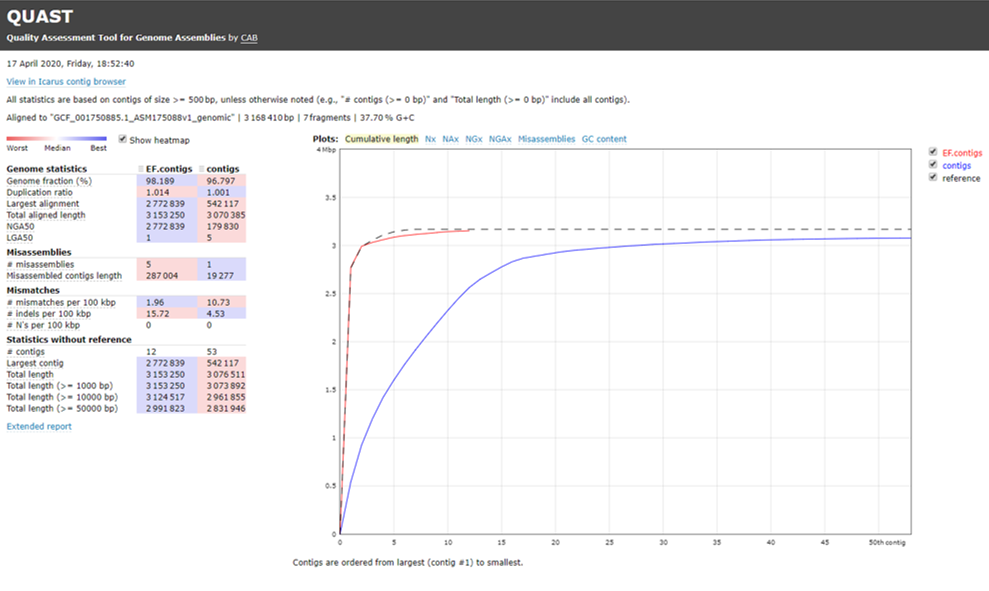 QUAST
Quality Assessment Tool for Genome Assemblies by CAB
17 April 2020, Friday, 18:52:40
View in Icarus contig browser
All statistics are based on contigs of size >= 500 bp, unless otherwise noted (e.g., "# contigs (>= 0 bp)" and "Total length (>= 0 bp)" include all contigs).
Aligned to "GCF_001750885.1_ASM175088v1_genomic" | 3 168 410 bp | 7 fragments | 37.70 % G+C
Worst Median Best Show heatmap
Genome statistics EF.contigs contigs
Genome fraction (%) 98.189 96.797
Duplication ratio 1.014 1.001
Largest alignment 2 772 839 542 117
Total aligned length 3 153 250 3 070 385
NGA50 2 772 839 179 830
LGA50 1 5
Misassemblies
# misassemblies 5 1
Misassembled contigs length 287 004 19 277
Mismatches
# mismatches per 100 kbp 1.96 10.73
# indels per 100 kbp 15.72 4.53
# N's per 100 kbp 0 0
Statistics without reference
# contigs 12 53
Largest contig 2 772 839 542 117
Total length 3 153 250 3 076 511
Total length (>= 1000 bp) 3 153 250 3 073 892
Total length (>= 10000 bp) 3 124 517 2 961 855
Total length (>= 50000 bp) 2 991 823 2 831 946
Extended report
Plots: Cumulative length Nx NAx NGx NGAx Misassemblies GC content
4 Mbp
3.5
3
2.5
2
1.5
1
0.5
0
0 5 10 15 20 25 30 35 40 45 50th contig
EF.contigs
contigs
reference
Contigs are ordered from largest (contig #1) to smallest.